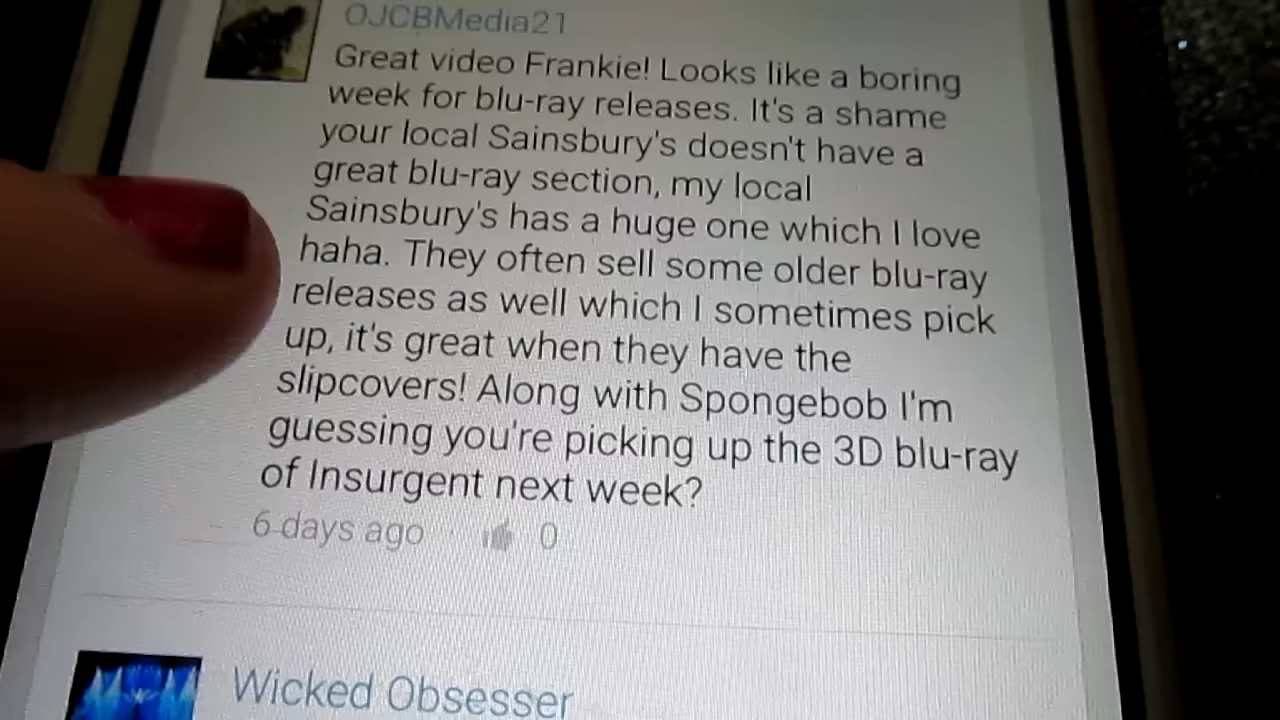 OJCBMedia21
Great video Frankie! Looks like a boring
week for blu-ray releases. It's a shame
your local Sainsbury's doesn't have a
great blu-ray section, my local
Sainsbury's has a huge one which I love
haha. They often sell some older blu-ray
releases as well which I sometimes pick
up, it's great when they have the
slipcovers! Along with Spongebob I'm
guessing you're picking up the 3D blu-ray
of Insurgent next week?
6 days ago · 0
Wicked Obsesser